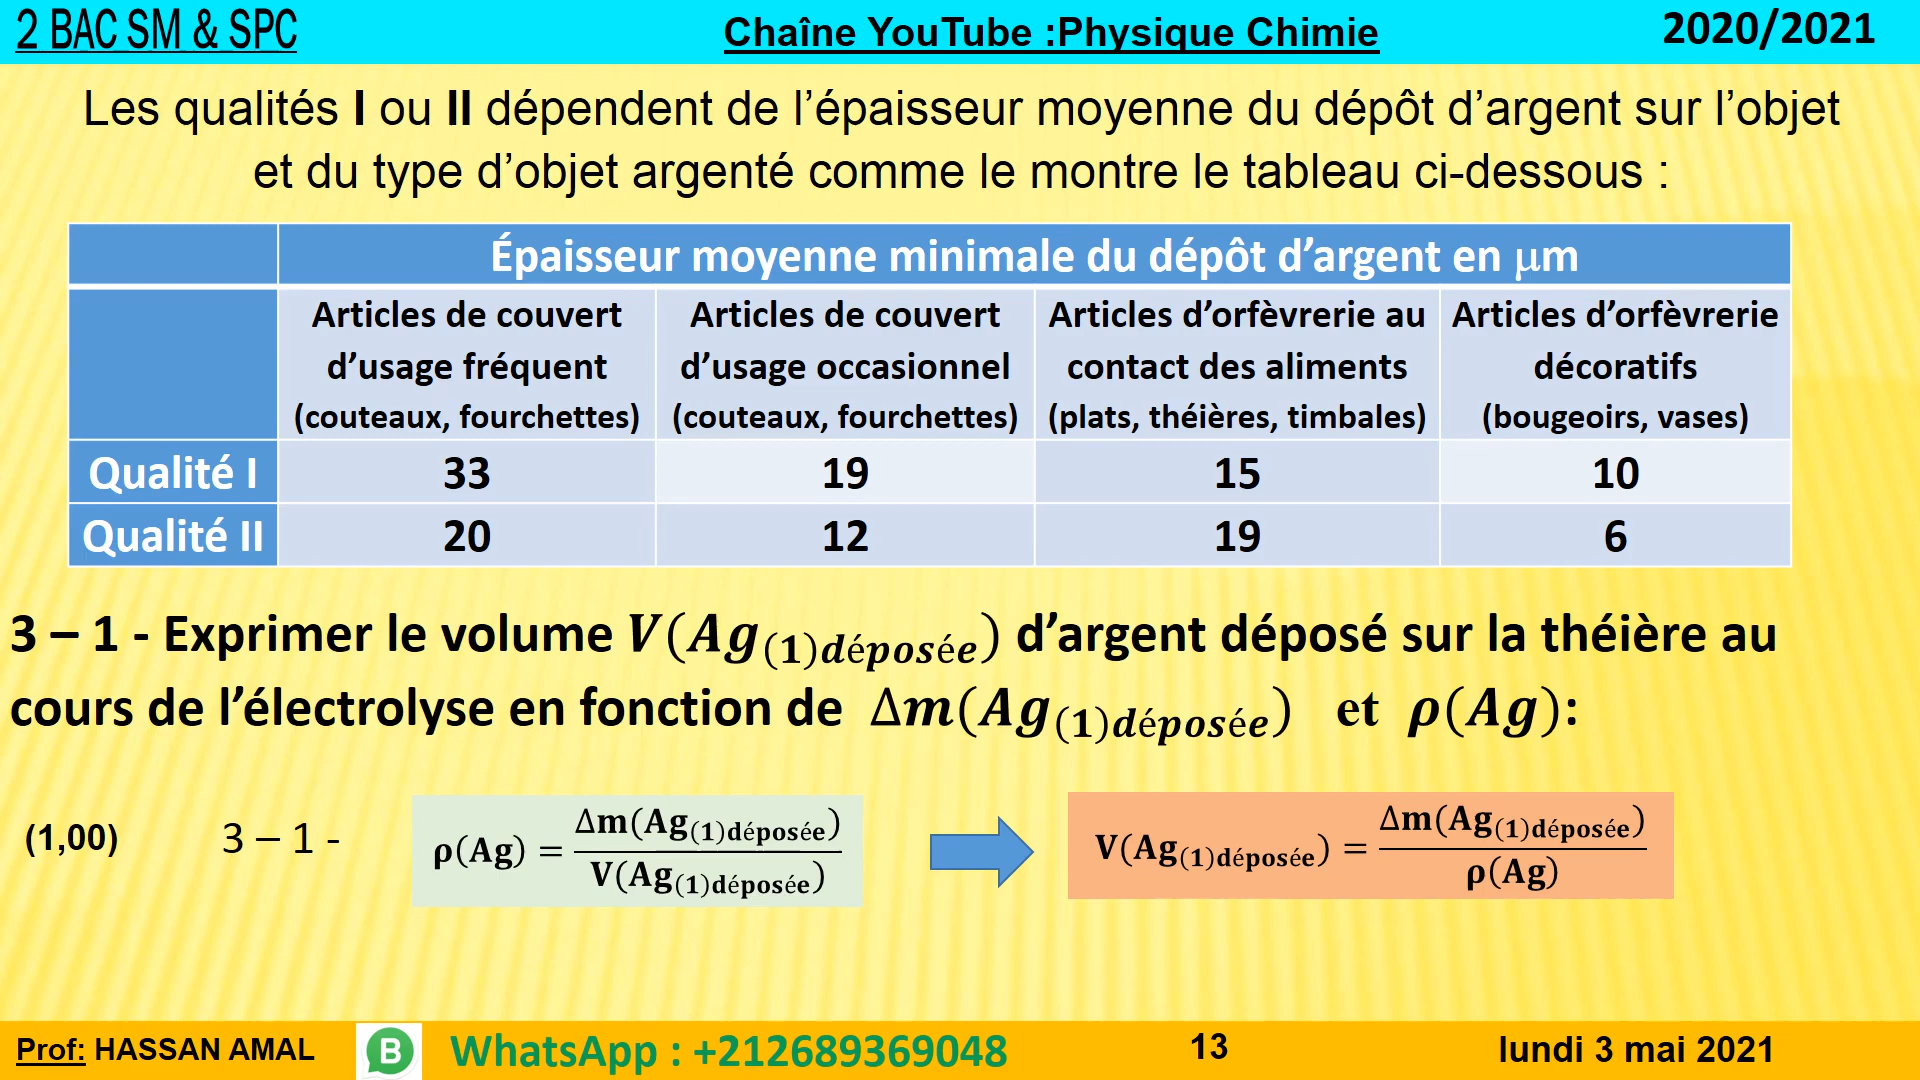 2 BAC SM & SPC
Chaîne YouTube :Physique Chimie
2020/2021
Les qualités I ou II dépendent de l’épaisseur moyenne du dépôt d’argent sur l’objet
et du type d’objet argenté comme le montre le tableau ci-dessous :
Épaisseur moyenne minimale du dépôt d’argent en μm
Articles de couvert d’usage fréquent (couteaux, fourchettes)
Articles de couvert d’usage occasionnel (couteaux, fourchettes)
Articles d’orfèvrerie au contact des aliments (plats, théières, timbales)
Articles d’orfèvrerie décoratifs (bougeoirs, vases)
Qualité I 33 19 15 10
Qualité II 20 12 19 6
3 – 1 - Exprimer le volume V(Ag(1)déposée) d’argent déposé sur la théière au
cours de l’électrolyse en fonction de Δm(Ag(1)déposée) et ρ(Ag):
(1,00) 3 – 1 - ρ(Ag) = Δm(Ag(1)déposée) / V(Ag(1)déposée) V(Ag(1)déposée) = Δm(Ag(1)déposée) / ρ(Ag)
Prof: HASSAN AMAL
B
WhatsApp : +212689369048
13
lundi 3 mai 2021